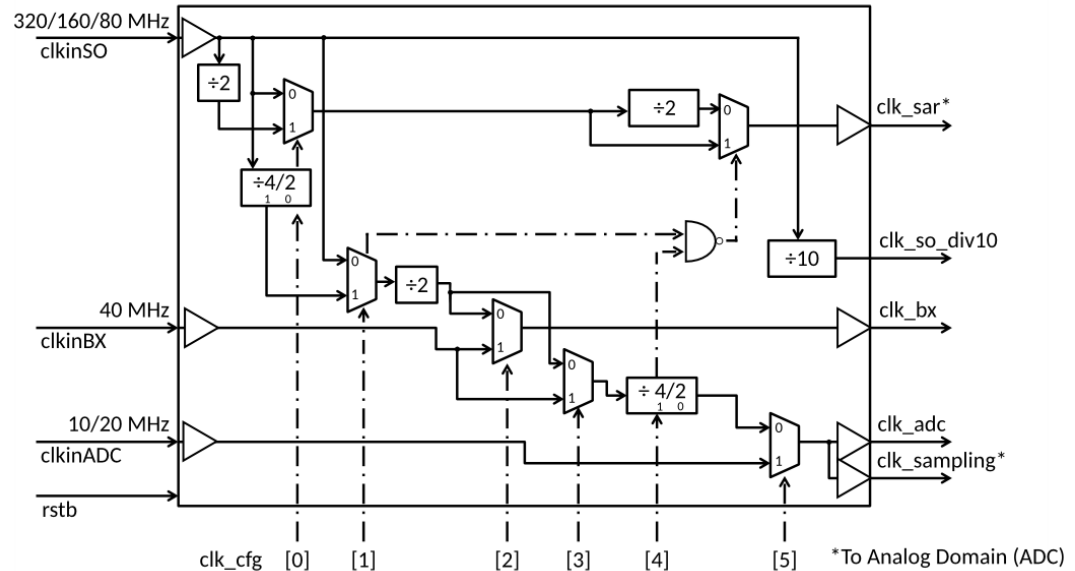 320/160/80 MHz
clkinSO
÷2
0
1
÷4/2
1 0
÷2
0
1
clk_sar*
clk_so_div10
÷10
0
1
÷2
40 MHz
clkinBX
0
1
clk_bx
0
1
÷ 4/2
1 0
10/20 MHz
clkinADC
0
1
clk_adc
clk_sampling*
rstb
clk_cfg [0] [1] [2] [3] [4] [5] *To Analog Domain (ADC)